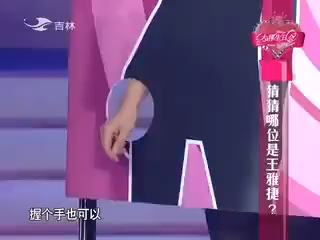 吉林
猜猜哪位是王雅捷？
握个手也可以